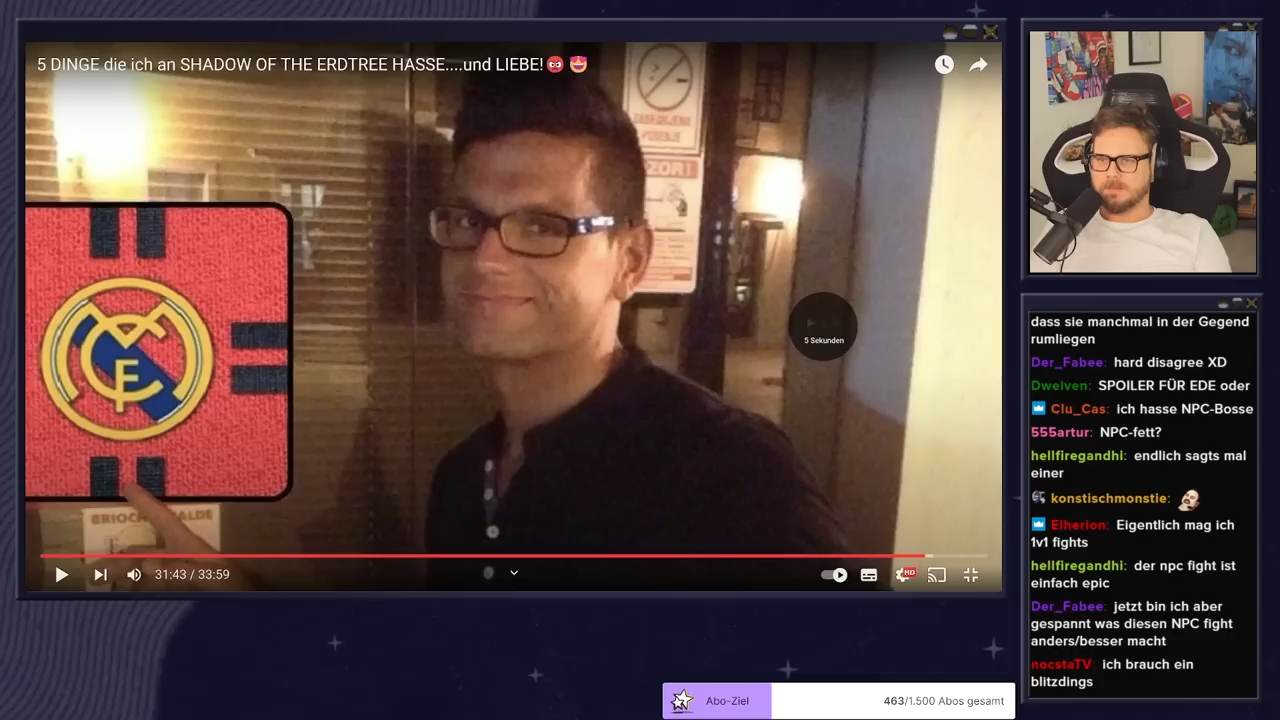 5 DINGE die ich an SHADOW OF THE ERDTREE HASSE....und LIEBE!😡 😍
5 Sekunden
31:43 / 33:59
HD
dass sie manchmal in der Gegend
rumliegen
Der_Fabee: hard disagree XD
Dwelven: SPOILER FÜR EDE oder
Clu_Cas: ich hasse NPC-Bosse
555artur: NPC-fett?
hellfiregandhi: endlich sagts mal
einer
konstischmonstie:
Elherion: Eigentlich mag ich
1v1 fights
hellfiregandhi: der npc fight ist
einfach epic
Der_Fabee: jetzt bin ich aber
gespannt was diesen NPC fight
anders/besser macht
nocstaTV: ich brauch ein
blitzdings
Abo-Ziel
463/1.500 Abos gesamt